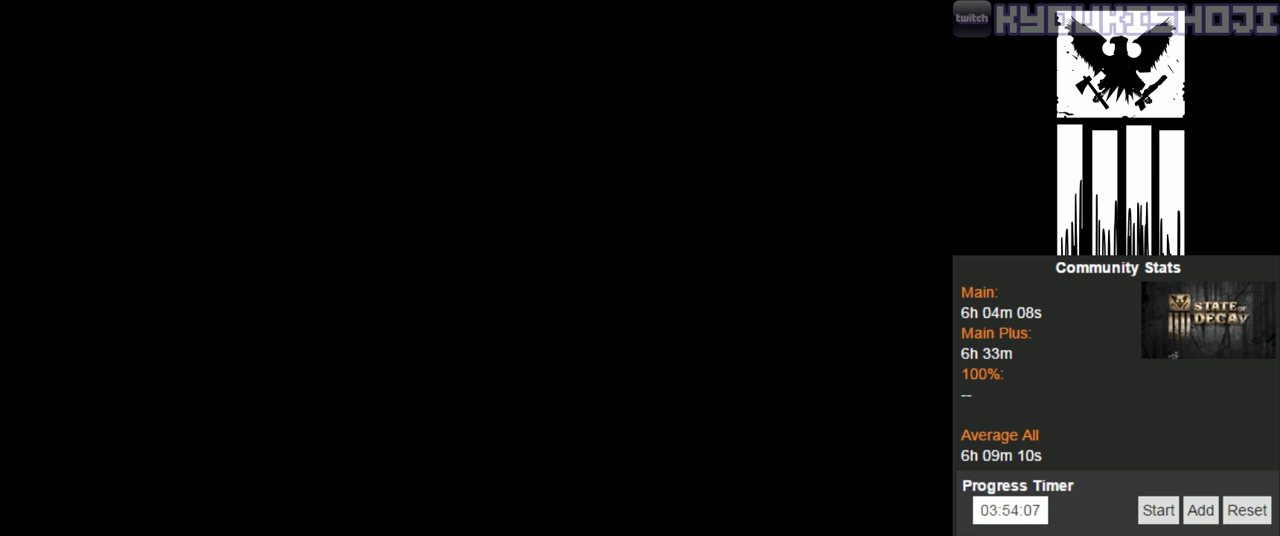 twitch
KYOUKISHOJI
Community Stats
Main:
6h 04m 08s
Main Plus:
6h 33m
100%:
--
STATE OF
DECAY
Average All
6h 09m 10s
Progress Timer
03:54:07
Start
Add
Reset